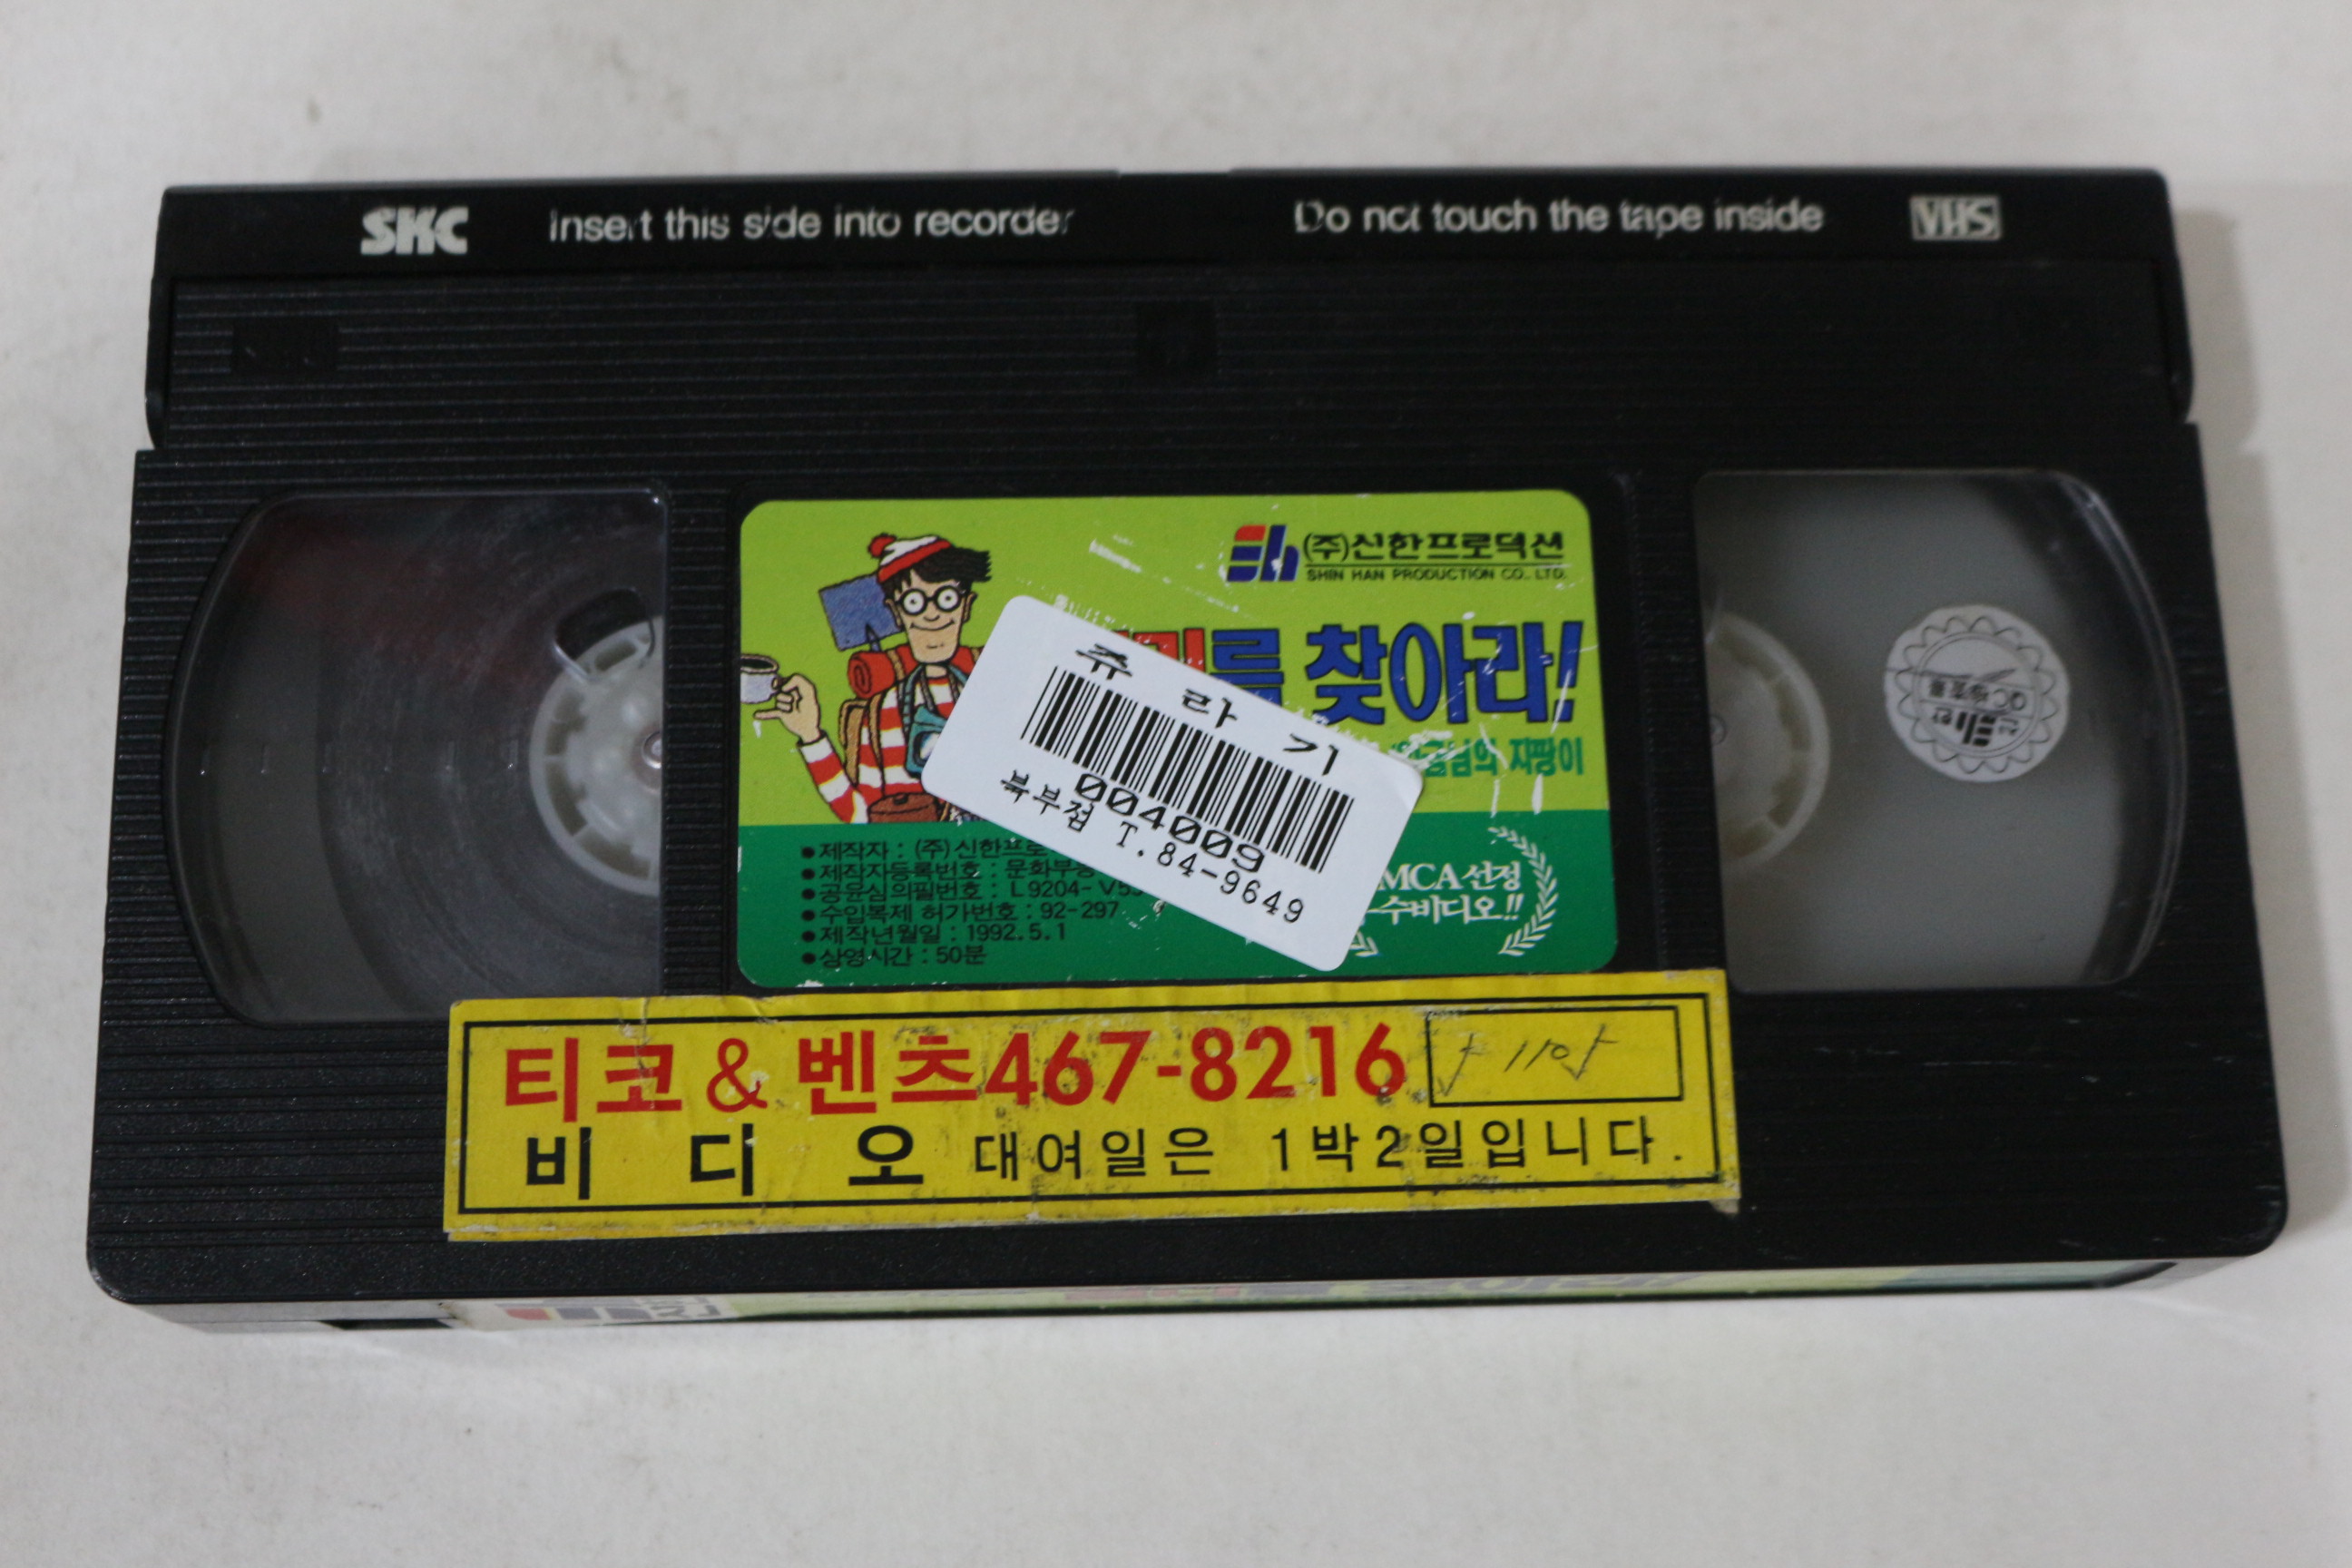 SKC Insert this side into recorder Do not touch the tape inside VHS
(주)신한프로덕션
SHIN HAN PRODUCTION CO., LTD.
를 찾아라!
지팡이
쥬 라 기
004009
북부점 T.84-9649
●제작자 : (주)신한프로
●제작자등록번호 : 문화부
●공윤심의필번호 : L9204-V5
●수입복제 허가번호 : 92-297
●제작년월일 : 1992.5.1
●상영시간 : 50분
MCA선정
수비디오!!
티코& 벤츠467-8216
비 디 오 대여일은 1박2일입니다.